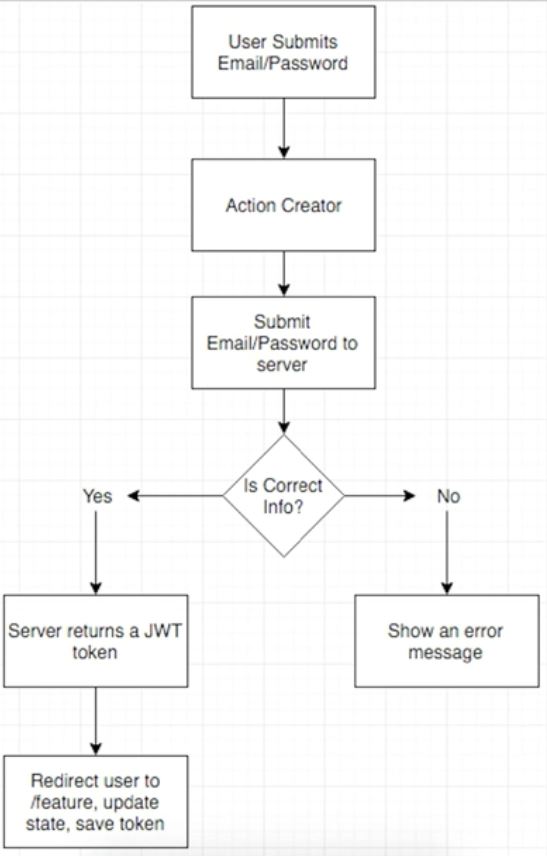 User Submits
Email/Password
Action Creator
Submit
Email/Password to
server
Is Correct
Info?
Yes
No
Server returns a JWT
token
Show an error
message
Redirect user to
/feature, update
state, save token